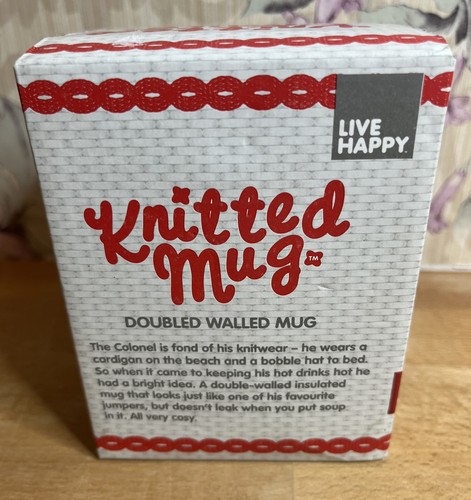 LIVE
HAPPY
Knitted
Mug™
DOUBLED WALLED MUG
The Colonel is fond of his knitwear – he wears a
cardigan on the beach and a bobble hat to bed.
So when it came to keeping his hot drinks hot he
had a bright idea. A double-walled insulated
mug that looks just like one of his favourite
jumpers, but doesn't leak when you put soup
in it. All very cosy.